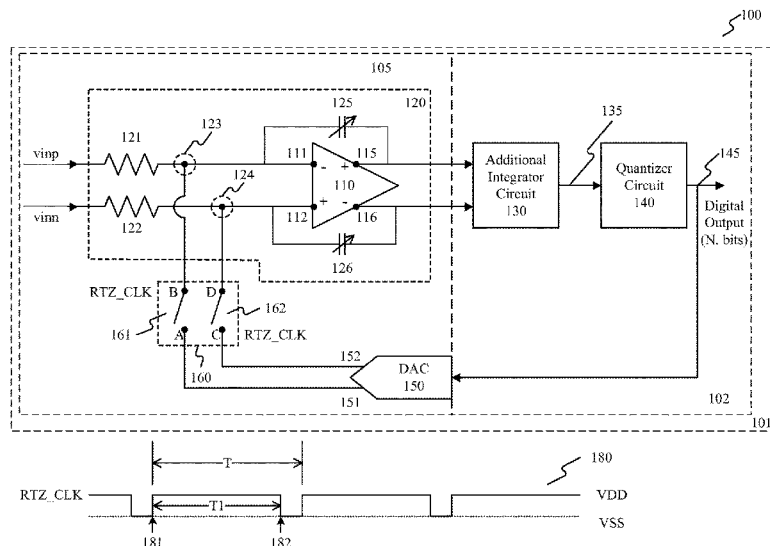 100
105
120
125
135
145
123
121
vinp
111
115
124
110
vinn
122
112
116
126
Additional
Integrator
Circuit
130
Quantizer
Circuit
140
Digital
Output
(N. bits)
RTZ_CLK
B
D
162
161
A
C
RTZ_CLK
160
152
151
DAC
150
102
101
T
180
RTZ_CLK
T1
VDD
VSS
181
182